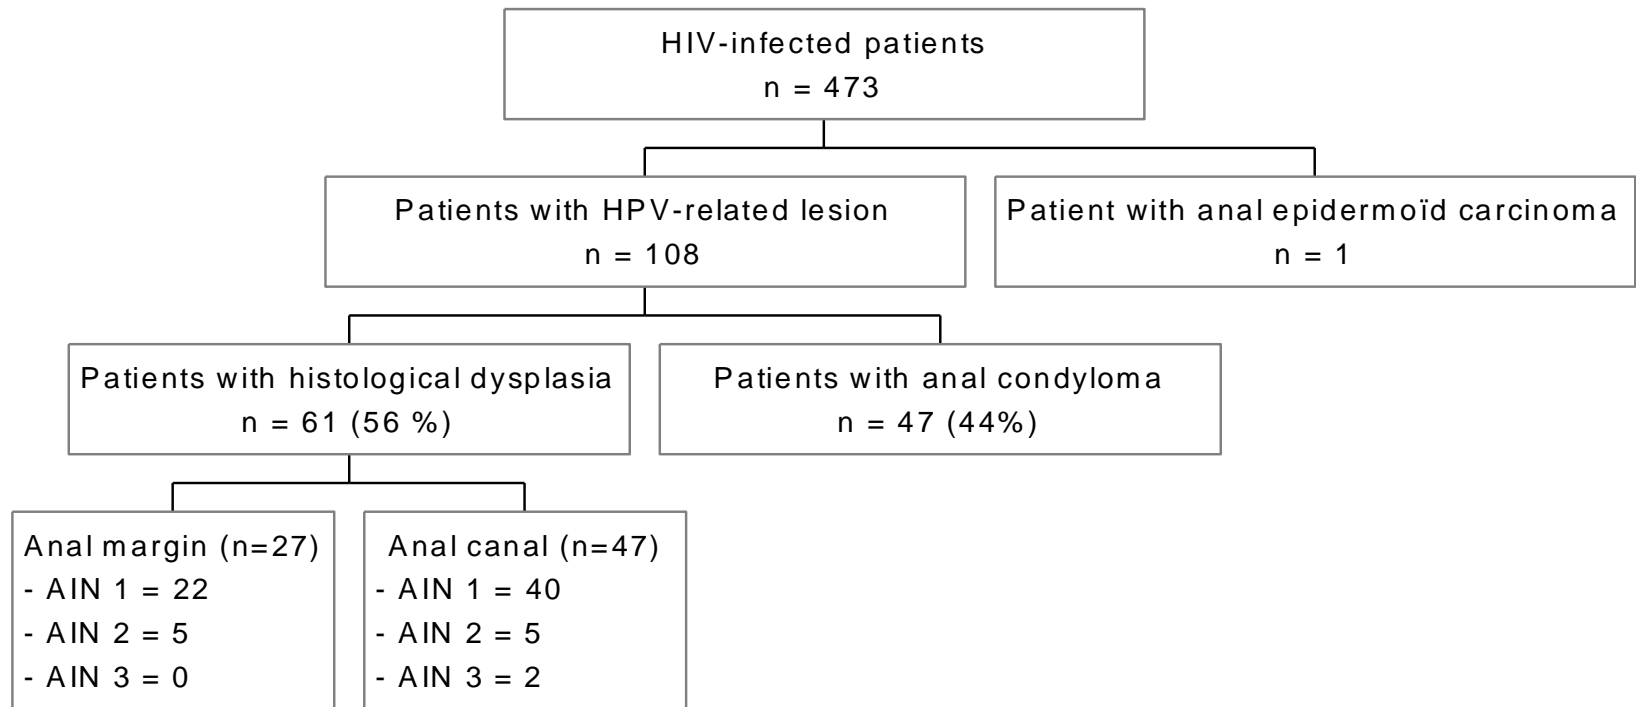 HIV-infected patients
n = 473
Patients with HPV-related lesion
n = 108
Patient with anal epidermoïd carcinoma
n = 1
Patients with histological dysplasia
n = 61 (56 %)
Patients with anal condyloma
n = 47 (44%)
Anal margin (n=27)
- AIN 1 = 22
- AIN 2 = 5
- AIN 3 = 0
Anal canal (n=47)
- AIN 1 = 40
- AIN 2 = 5
- AIN 3 = 2